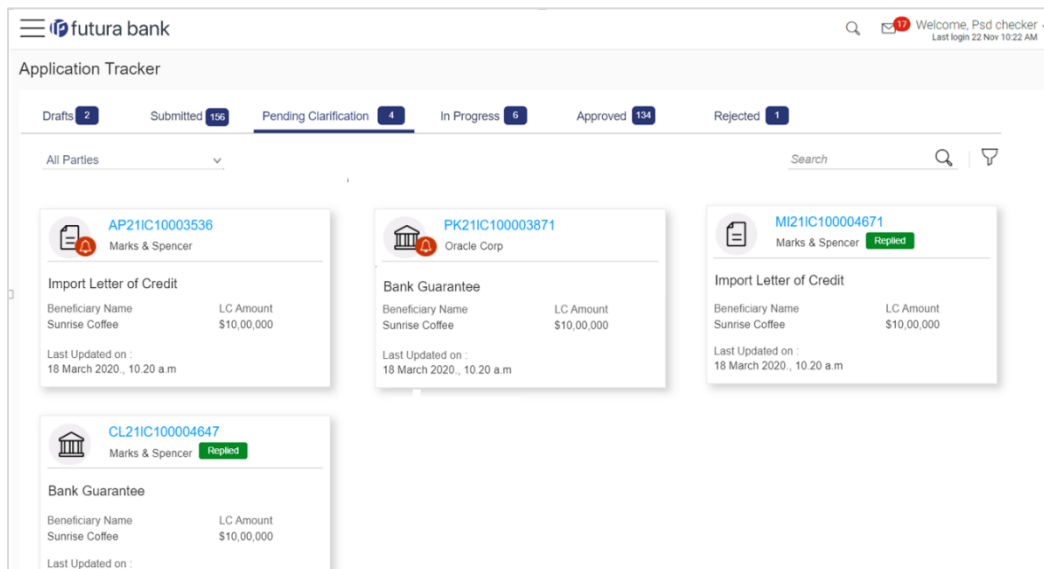 futura bank
17
Welcome, Psd checker
Last login 22 Nov 10:22 AM
Application Tracker
Drafts 2 Submitted 156 Pending Clarification 4 In Progress 6 Approved 134 Rejected 1
All Parties
Search
AP21IC10003536
Marks & Spencer
Import Letter of Credit
Beneficiary Name LC Amount
Sunrise Coffee $10,00,000
Last Updated on :
18 March 2020., 10.20 a.m
PK21IC100003871
Oracle Corp
Bank Guarantee
Beneficiary Name LC Amount
Sunrise Coffee $10,00,000
Last Updated on :
18 March 2020., 10.20 a.m
MI21IC100004671
Marks & Spencer Replied
Import Letter of Credit
Beneficiary Name LC Amount
Sunrise Coffee $10,00,000
Last Updated on :
18 March 2020., 10.20 a.m
CL21IC100004647
Marks & Spencer Replied
Bank Guarantee
Beneficiary Name LC Amount
Sunrise Coffee $10,00,000
Last Updated on :